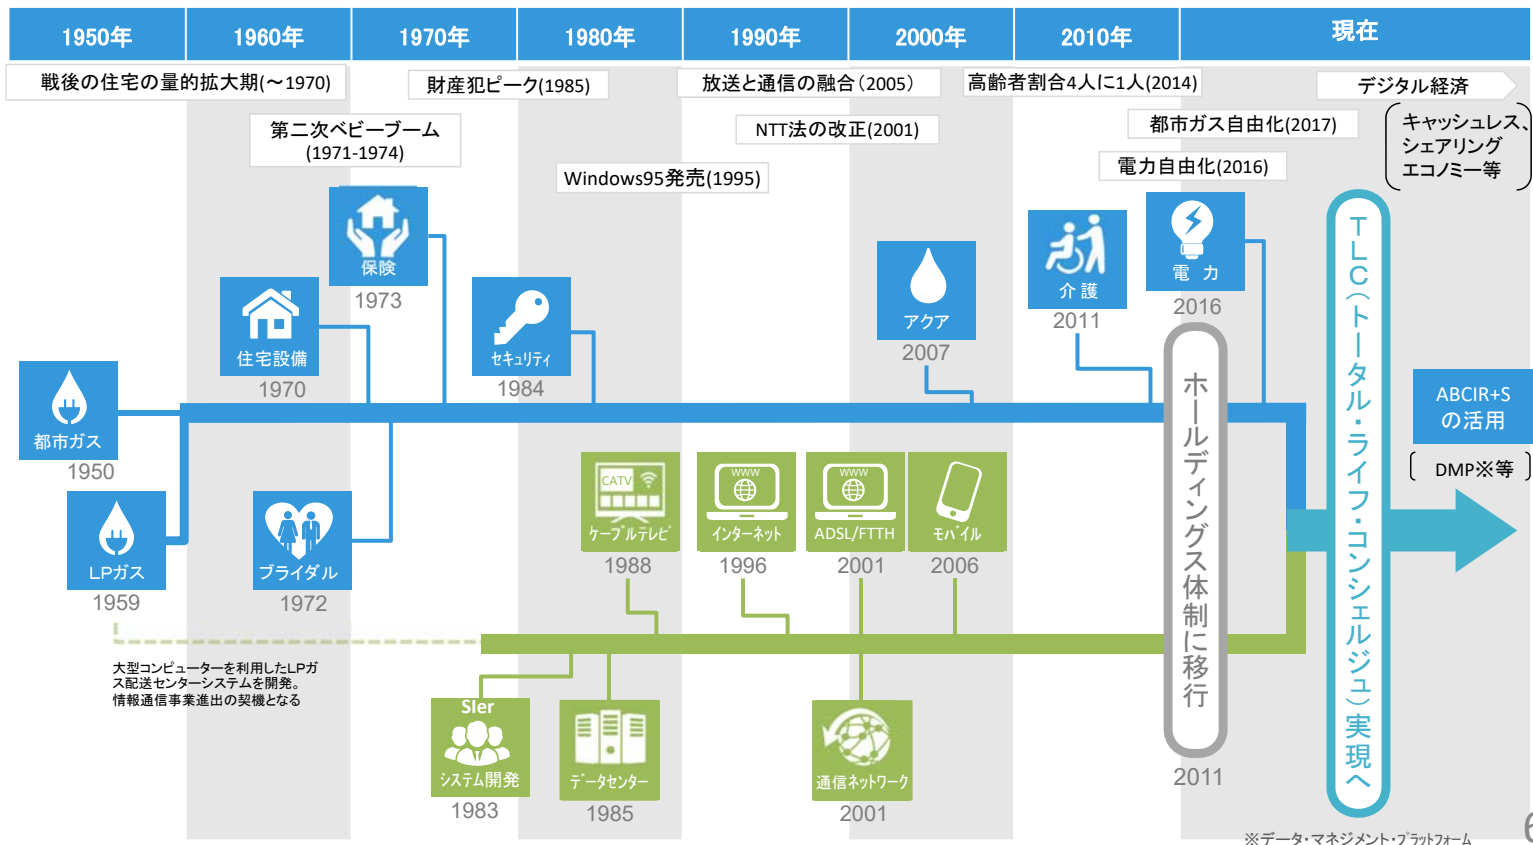 1950年
1960年
1970年
1980年
1990年
2000年
2010年
現在
戦後の住宅の量的拡大期(～1970)
財産犯ピーク(1985)
放送と通信の融合(2005)
高齢者割合4人に1人(2014)
デジタル経済
第二次ベビーブーム
(1971-1974)
NTT法の改正(2001)
都市ガス自由化(2017)
キャッシュレス、
シェアリング
エコノミー等
Windows95発売(1995)
電力自由化(2016)
保険
1973
住宅設備
1970
セキュリティ
1984
アクア
2007
介護
2011
電 力
2016
都市ガス
1950
LPガス
1959
ブライダル
1972
CATV
ケーブルテレビ
1988
WWW
インターネット
1996
WWW
ADSL/FTTH
2001
モバイル
2006
大型コンピューターを利用したLPガ
ス配送センターシステムを開発。
情報通信事業進出の契機となる
SIer
システム開発
1983
データセンター
1985
通信ネットワーク
2001
ホールディングス体制に移行
2011
TLC(トータル・ライフ・コンシェルジュ)実現へ
ABCIR+S
の活用
DMP※等
※データ・マネジメント・プラットフォーム
6